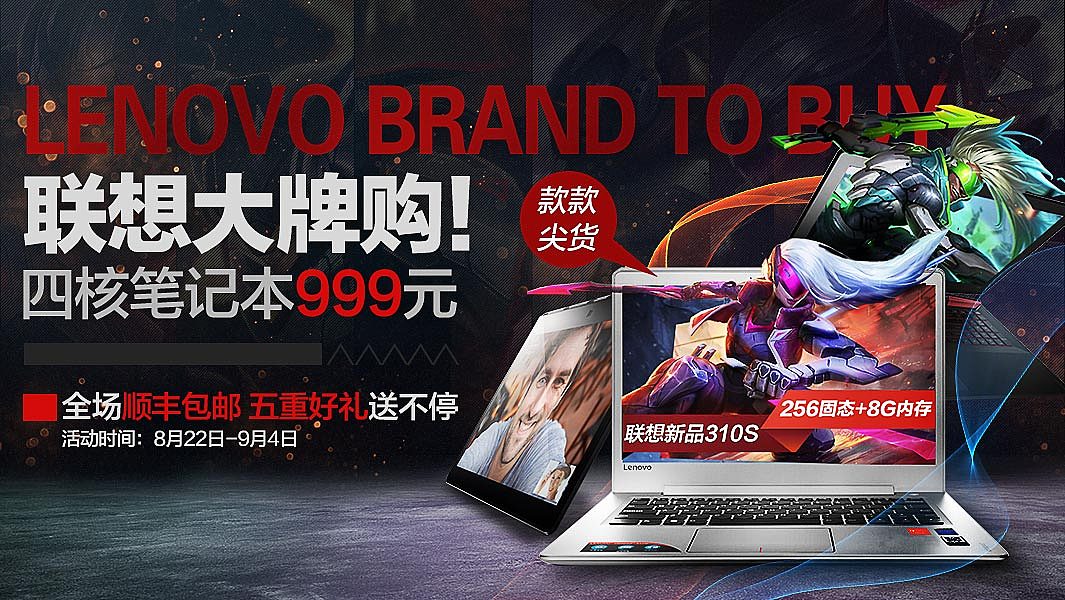 LENOVO BRAND TO BUY
联想大牌购!
四核笔记本999元
全场顺丰包邮 五重好礼送不停
活动时间：8月22日-9月4日
款款
尖货
256固态+8G内存
联想新品310S
Lenovo